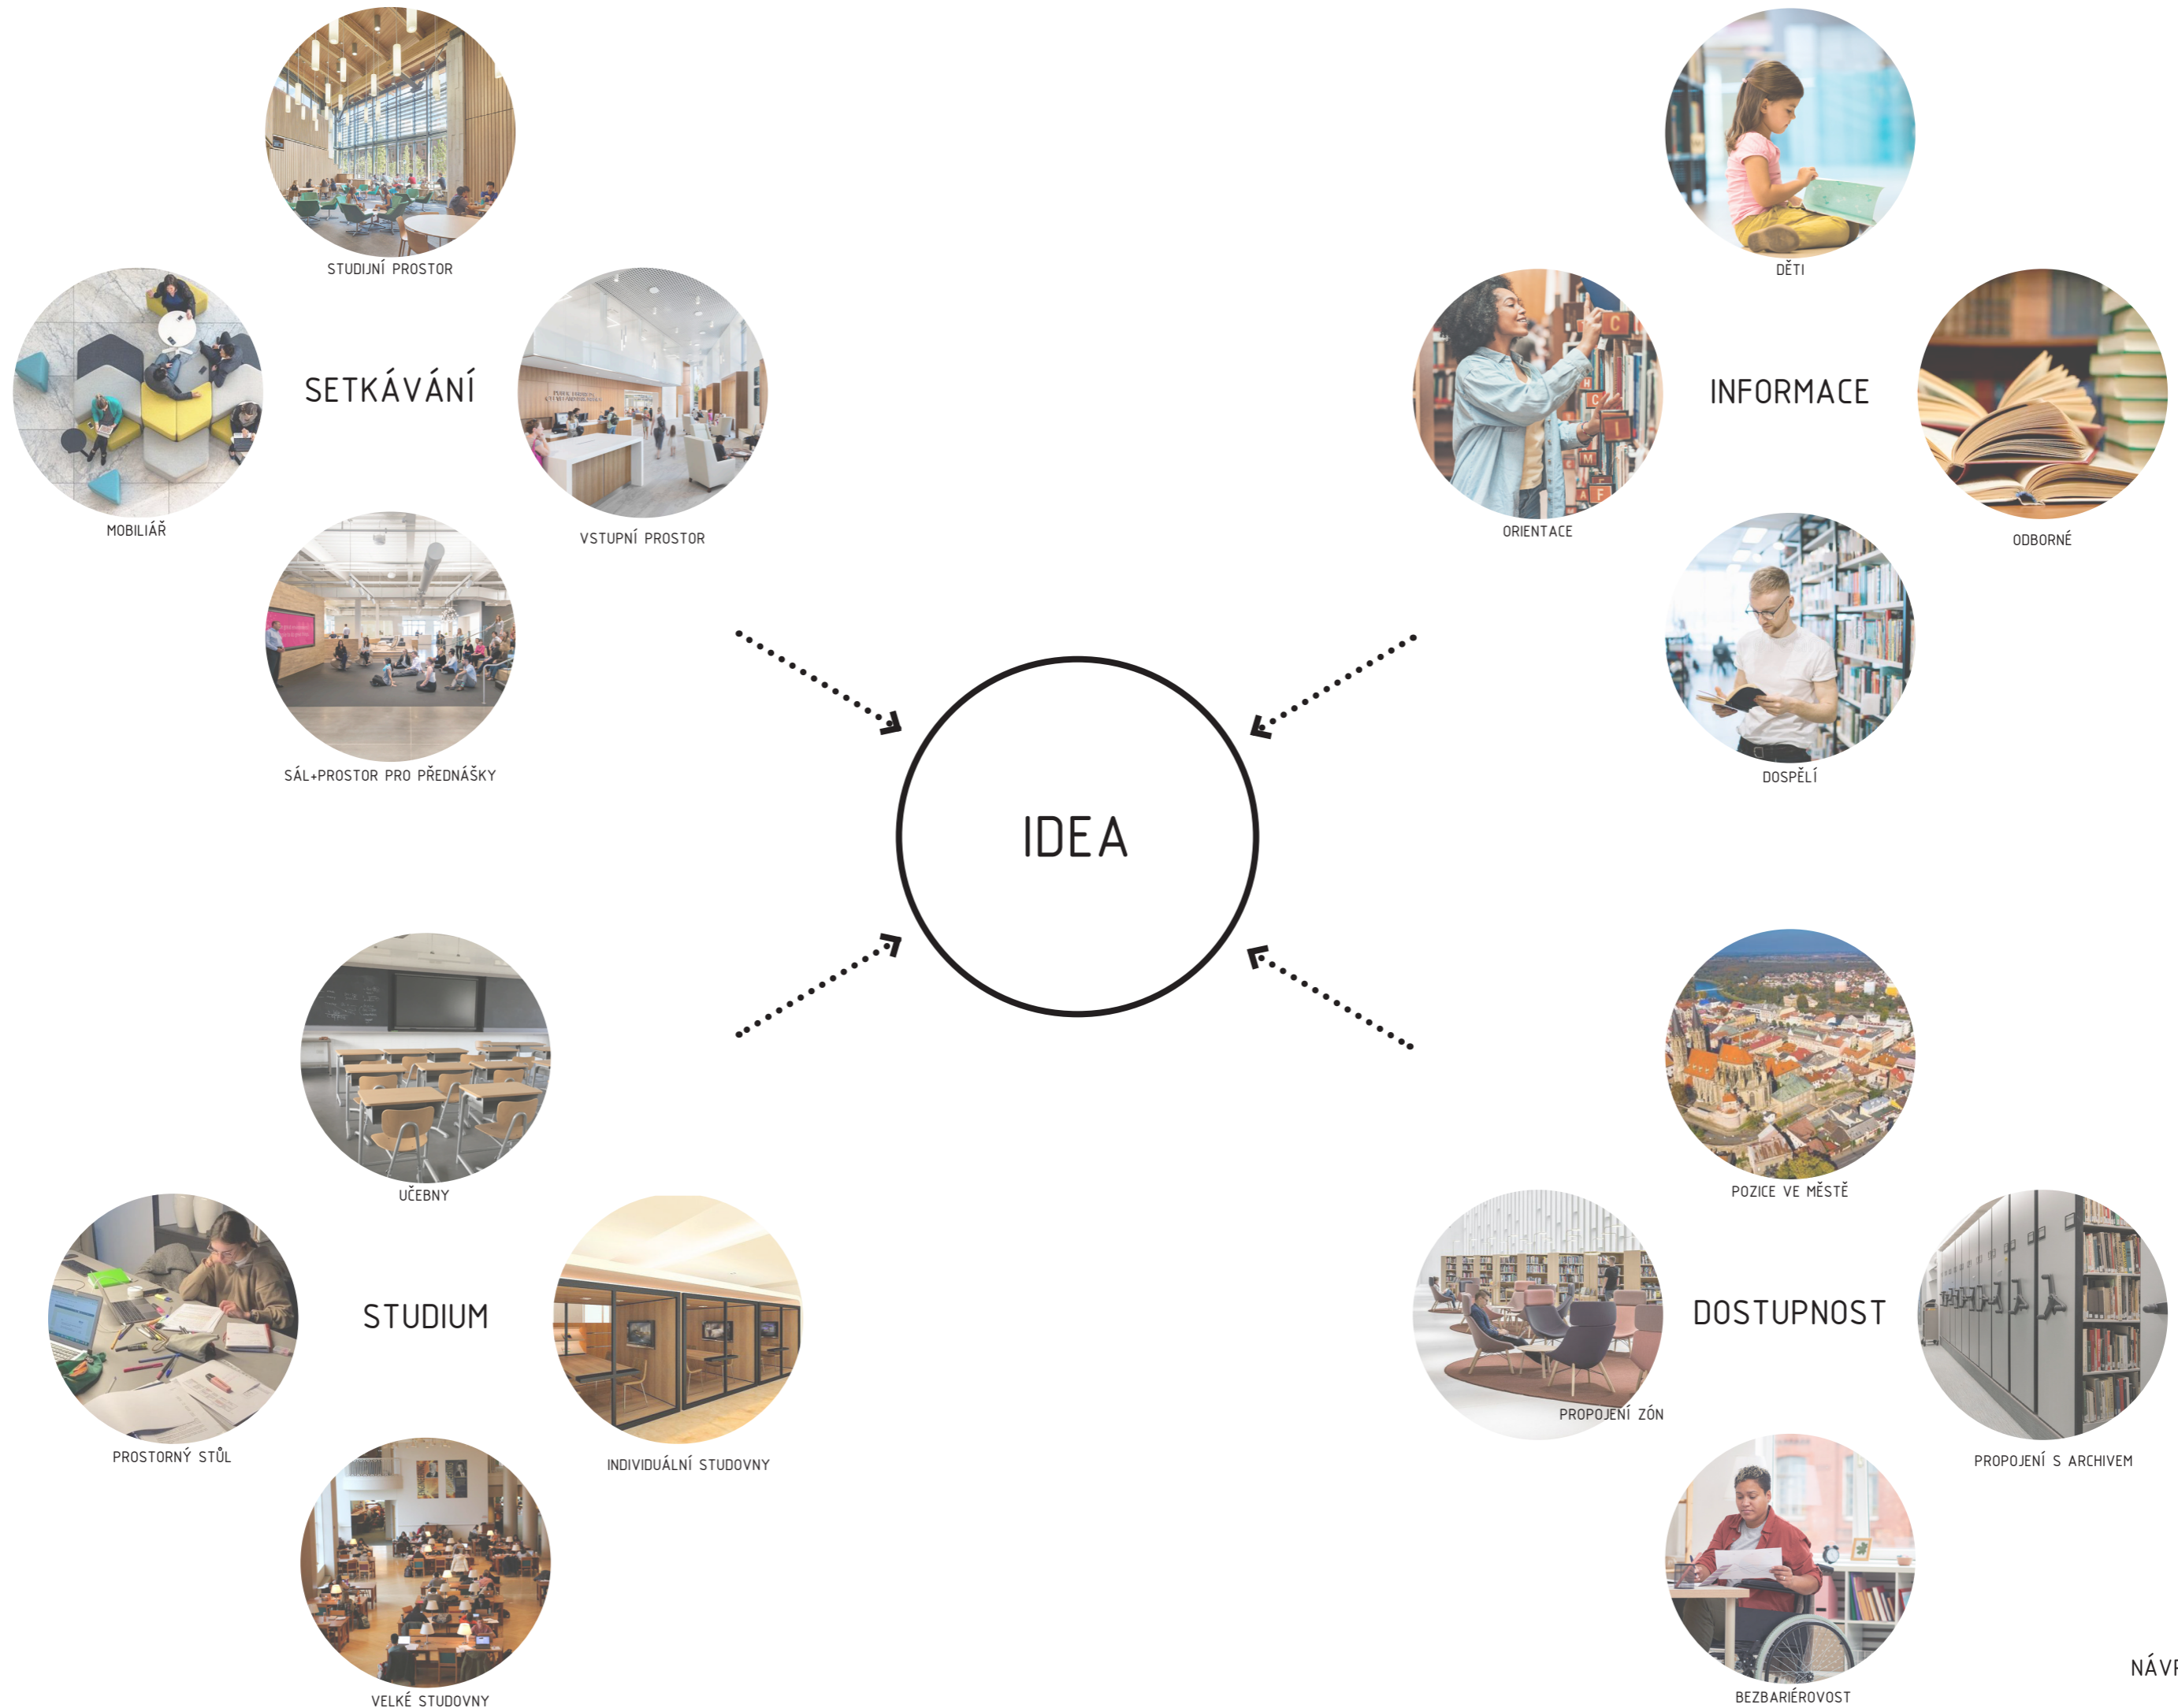 STUDIJNÍ PROSTOR
MOBILIÁŘ
SETKÁVÁNÍ
VSTUPNÍ PROSTOR
SÁL+PROSTOR PRO PŘEDNÁŠKY
DĚTI
ORIENTACE
INFORMACE
ODBORNÉ
DOSPĚLÍ
C
H
C
I
M
A
F
IDEA
UČEBNY
PROSTORNÝ STŮL
STUDIUM
INDIVIDUÁLNÍ STUDOVNY
VELKÉ STUDOVNY
POZICE VE MĚSTĚ
PROPOJENÍ ZÓN
DOSTUPNOST
PROPOJENÍ S ARCHIVEM
BEZBARIÉROVOST